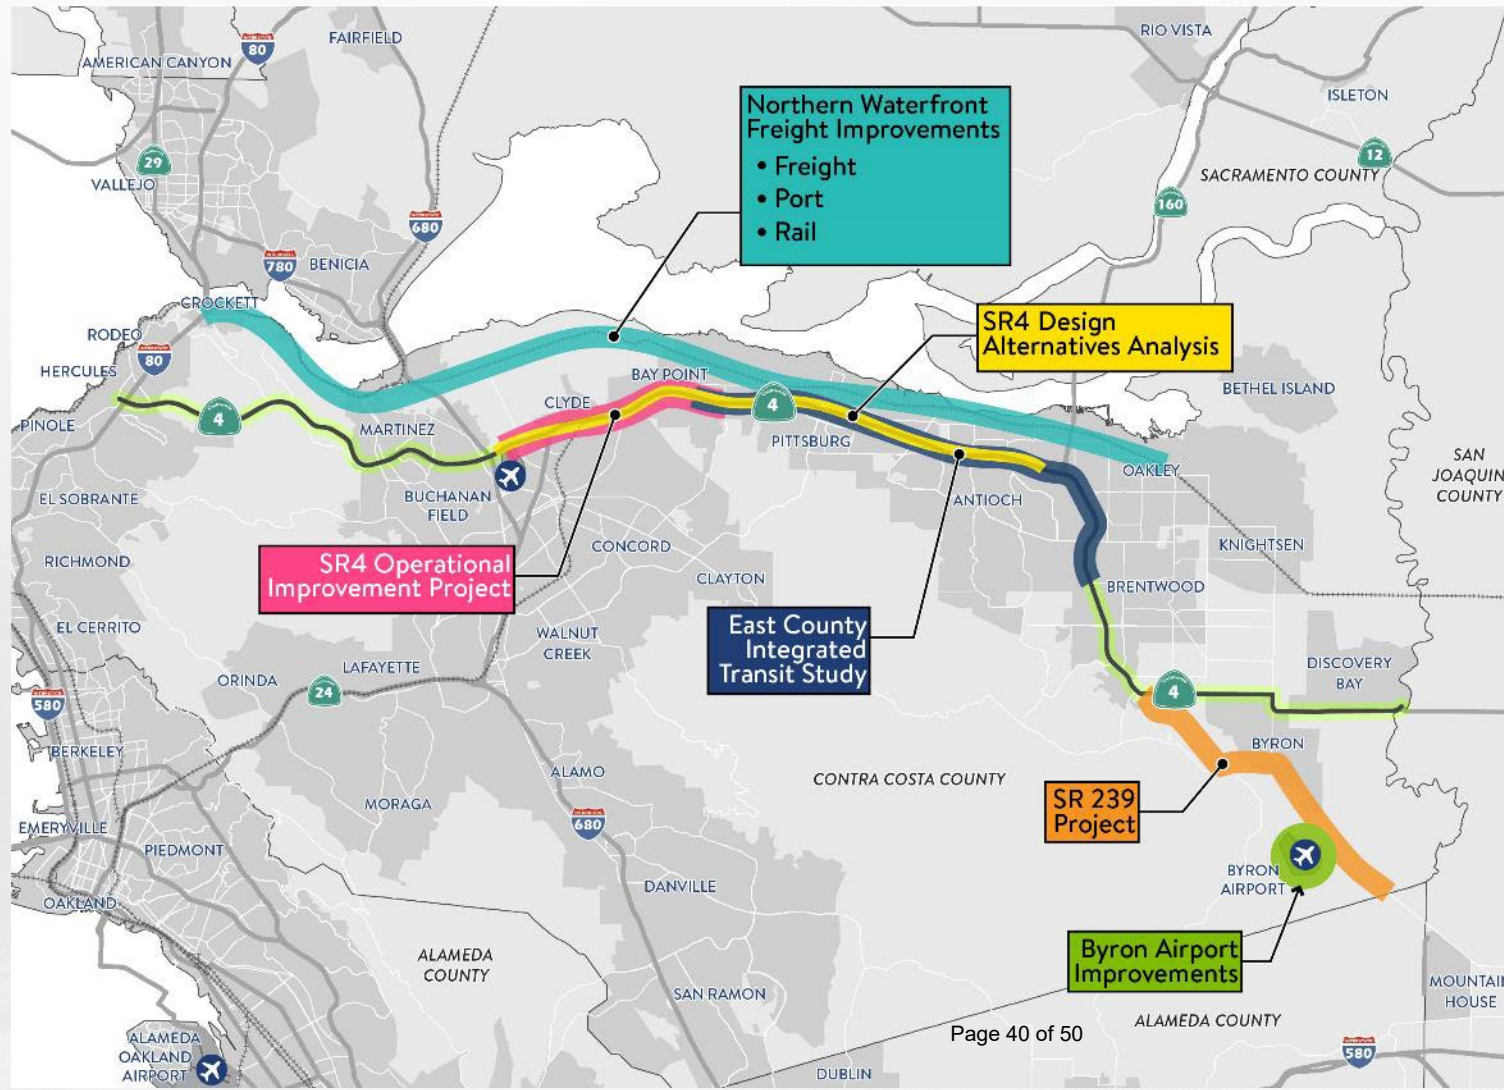 FAIRFIELD
RIO VISTA
80
AMERICAN CANYON
ISLETON
Northern Waterfront
Freight Improvements
• Freight
• Port
• Rail
29
VALLEJO
12
SACRAMENTO COUNTY
160
680
780
BENICIA
CROCKETT
RODEO
80
HERCULES
SR4 Design
Alternatives Analysis
BAY POINT
CLYDE
BETHEL ISLAND
4
4
PINOLE
MARTINEZ
PITTSBURG
OAKLEY
SAN
JOAQUIN
COUNTY
EL SOBRANTE
BUCHANAN
FIELD
ANTIOCH
RICHMOND
SR4 Operational
Improvement Project
CONCORD
KNIGHTSEN
CLAYTON
BRENTWOOD
EL CERRITO
WALNUT
CREEK
East County
Integrated
Transit Study
LAFAYETTE
ORINDA
24
DISCOVERY
BAY
4
580
BERKELEY
BYRON
ALAMO
CONTRA COSTA COUNTY
MORAGA
SR 239
Project
EMERYVILLE
680
PIEDMONT
BYRON
AIRPORT
DANVILLE
OAKLAND
ALAMEDA
COUNTY
Byron Airport
Improvements
SAN RAMON
MOUNTAIN
HOUSE
Page 40 of 50
ALAMEDA COUNTY
ALAMEDA
OAKLAND
AIRPORT
580
DUBLIN